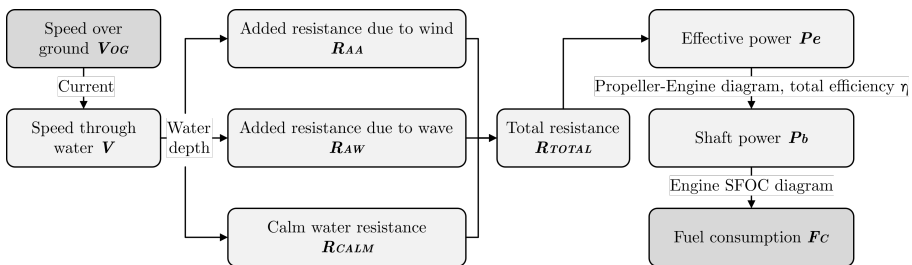 Speed over
ground VOG
Current
Speed through
water V
Water
depth
Added resistance due to wind
RAA
Added resistance due to wave
RAW
Calm water resistance
RCALM
Total resistance
RTOTAL
Effective power Pe
Propeller-Engine diagram, total efficiency η
Shaft power Pb
Engine SFOC diagram
Fuel consumption FC